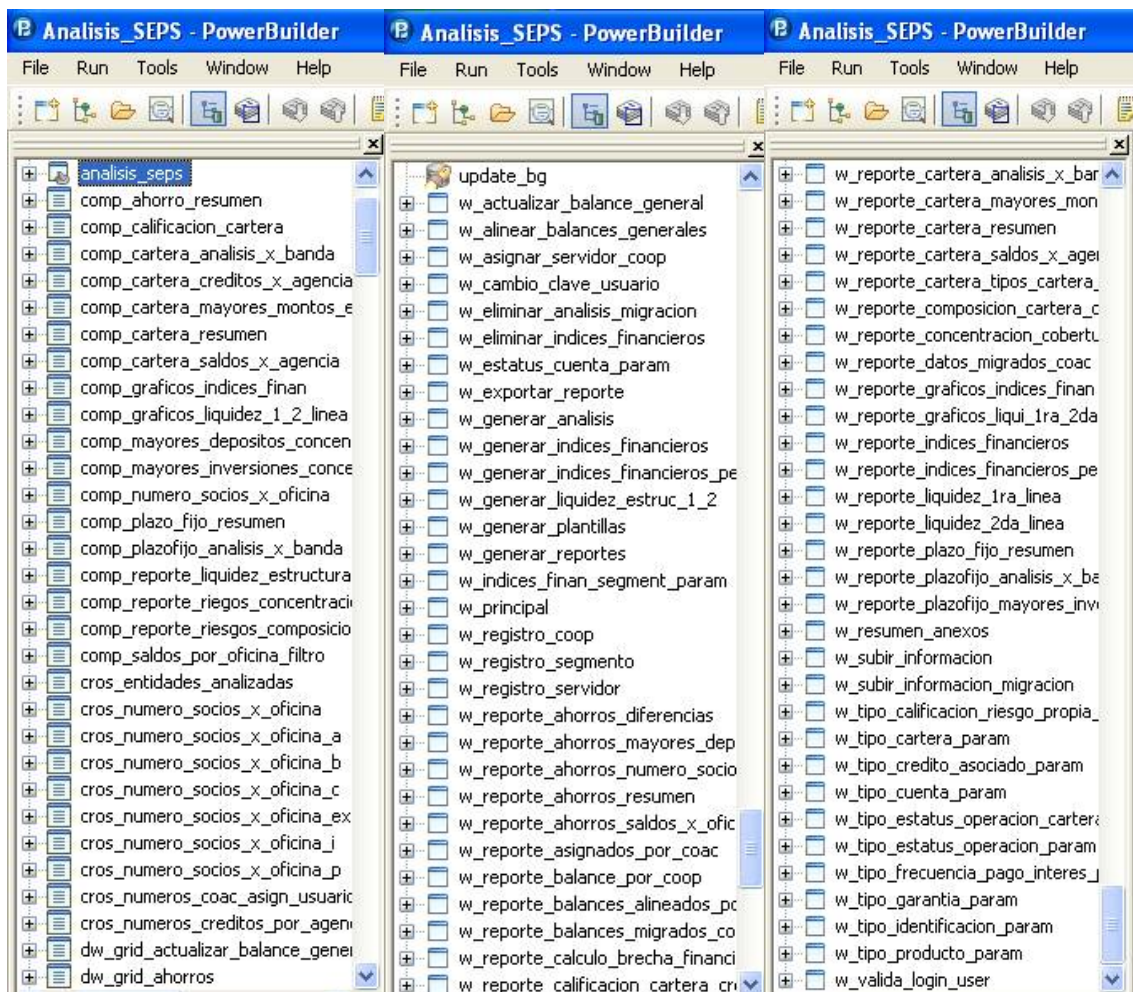 Analisis_SEPS - PowerBuilder
File Run Tools Window Help
analisis_seps
comp_ahorro_resumen
comp_calificacion_cartera
comp_cartera_analisis_x_banda
comp_cartera_creditos_x_agencia
comp_cartera_mayores_montos_e
comp_cartera_resumen
comp_cartera_saldos_x_agencia
comp_graficos_indices_finan
comp_graficos_liquidez_1_2_linea
comp_mayores_depositos_concen
comp_mayores_inversiones_conce
comp_numero_socios_x_oficina
comp_plazo_fijo_resumen
comp_plazofijo_analisis_x_banda
comp_reporte_liquidez_estructura
comp_reporte_riegos_concentraci
comp_reporte_riesgos_composicio
comp_saldos_por_oficina_filtro
cros_entidades_analizadas
cros_numero_socios_x_oficina
cros_numero_socios_x_oficina_a
cros_numero_socios_x_oficina_b
cros_numero_socios_x_oficina_c
cros_numero_socios_x_oficina_ex
cros_numero_socios_x_oficina_i
cros_numero_socios_x_oficina_p
cros_numeros_coac_asign_usuaric
cros_numeros_creditos_por_agen
dw_grid_actualizar_balance_gene
dw_grid_ahorros
Analisis_SEPS - PowerBuilder
File Run Tools Window Help
update_bg
w_actualizar_balance_general
w_alinear_balances_generales
w_asignar_servidor_coop
w_cambio_clave_usuario
w_eliminar_analisis_migracion
w_eliminar_indices_financieros
w_estatus_cuenta_param
w_exportar_reporte
w_generar_analisis
w_generar_indices_financieros
w_generar_indices_financieros_pe
w_generar_liquidez_estruc_1_2
w_generar_plantillas
w_generar_reportes
w_indices_finan_segment_param
w_principal
w_registro_coop
w_registro_segmento
w_registro_servidor
w_reporte_ahorros_diferencias
w_reporte_ahorros_mayores_dep
w_reporte_ahorros_numero_socio
w_reporte_ahorros_resumen
w_reporte_ahorros_saldos_x_ofic
w_reporte_asignados_por_coac
w_reporte_balance_por_coop
w_reporte_balances_alineados_po
w_reporte_balances_migrados_co
w_reporte_calculo_brecha_financi
w_reporte_calificacion_cartera_cr
Analisis_SEPS - PowerBuilder
File Run Tools Window Help
w_reporte_cartera_analisis_x_bar
w_reporte_cartera_mayores_mon
w_reporte_cartera_resumen
w_reporte_cartera_saldos_x_age
w_reporte_cartera_tipos_cartera_
w_reporte_composicion_cartera_c
w_reporte_concentracion_cobertu
w_reporte_datos_migrados_coac
w_reporte_graficos_indices_finan
w_reporte_graficos_liqui_1ra_2da
w_reporte_indices_financieros
w_reporte_indices_financieros_pe
w_reporte_liquidez_1ra_linea
w_reporte_liquidez_2da_linea
w_reporte_plazo_fijo_resumen
w_reporte_plazofijo_analisis_x_ba
w_reporte_plazofijo_mayores_inv
w_resumen_anexos
w_subir_informacion
w_subir_informacion_migracion
w_tipo_calificacion_riesgo_propia_
w_tipo_cartera_param
w_tipo_credito_asociado_param
w_tipo_cuenta_param
w_tipo_estatus_operacion_cartera
w_tipo_estatus_operacion_param
w_tipo_frecuencia_pago_interes_
w_tipo_garantia_param
w_tipo_identificacion_param
w_tipo_producto_param
w_valida_login_user